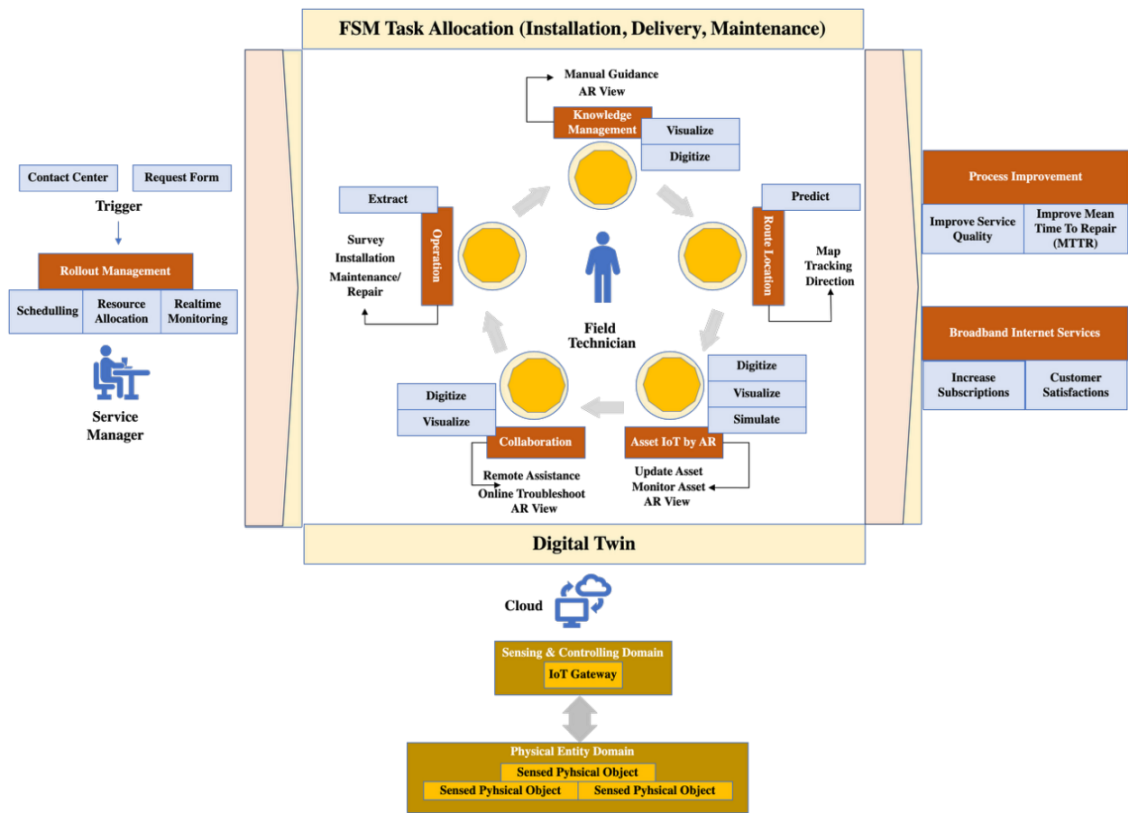 FSM Task Allocation (Installation, Delivery, Maintenance)
Contact Center
Request Form
Trigger
Rollout Management
Schedulling
Resource
Allocation
Realtime
Monitoring
Service
Manager
Manual Guidance
AR View
Knowledge
Management
Visualize
Digitize
Predict
Route Location
Map
Tracking
Direction
Digitize
Visualize
Simulate
Asset IoT by AR
Update Asset
Monitor Asset
AR View
Digitize
Visualize
Collaboration
Remote Assistance
Online Troubleshoot
AR View
Extract
Operation
Survey
Installation
Maintenance/
Repair
Field
Technician
Process Improvement
Improve Service
Quality
Improve Mean
Time To Repair
(MTTR)
Broadband Internet Services
Increase
Subscriptions
Customer
Satisfactions
Digital Twin
Cloud
Sensing & Controlling Domain
IoT Gateway
Physical Entity Domain
Sensed Pyhsical Object
Sensed Pyhsical Object
Sensed Pyhsical Object